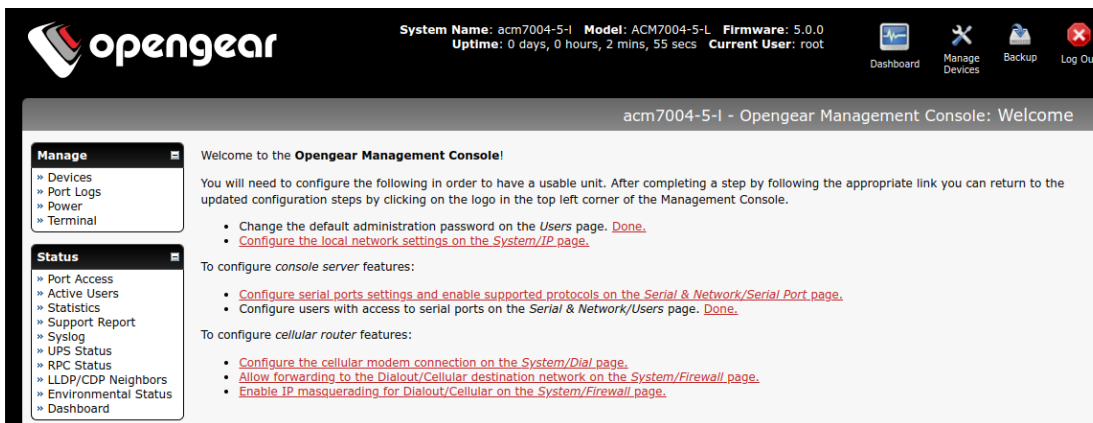 opengear
System Name: acm7004-5-l Model: ACM7004-5-L Firmware: 5.0.0
Uptime: 0 days, 0 hours, 2 mins, 55 secs Current User: root
Dashboard
Manage
Devices
Backup
Log Ou
acm7004-5-l - Opengear Management Console: Welcome
Manage
» Devices
» Port Logs
» Power
» Terminal
Status
» Port Access
» Active Users
» Statistics
» Support Report
» Syslog
» UPS Status
» RPC Status
» LLDP/CDP Neighbors
» Environmental Status
» Dashboard
Welcome to the Opengear Management Console!
You will need to configure the following in order to have a usable unit. After completing a step by following the appropriate link you can return to the
updated configuration steps by clicking on the logo in the top left corner of the Management Console.
• Change the default administration password on the Users page. Done.
• Configure the local network settings on the System/IP page.
To configure console server features:
• Configure serial ports settings and enable supported protocols on the Serial & Network/Serial Port page.
• Configure users with access to serial ports on the Serial & Network/Users page. Done.
To configure cellular router features:
• Configure the cellular modem connection on the System/Dial page.
• Allow forwarding to the Dialout/Cellular destination network on the System/Firewall page.
• Enable IP masquerading for Dialout/Cellular on the System/Firewall page.